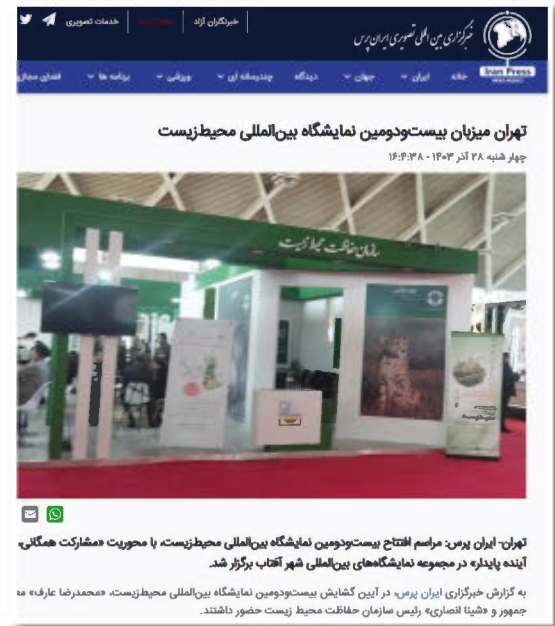 خبرگزاری بین المللی تصویری ایران پرس
خبرنگاران آزاد
خدمات تصویری
Iran Press
NEWS AGENCY
خانه
ایران
جهان
دیدگاه
چندرسانه ای
ورزشی
برنامه ها
فضای مجازی
تهران میزبان بیست‌ودومین نمایشگاه بین‌المللی محیط‌زیست
چهار شنبه ۲۸ آذر ۱۴۰۳ - ۱۶:۴:۳۸
سازمان حفاظت محیط زیست
تهران- ایران پرس: مراسم افتتاح بیست‌ودومین نمایشگاه بین‌المللی محیط‌زیست، با محوریت «مشارکت همگانی،
آینده پایدار» در مجموعه نمایشگاه‌های بین‌المللی شهر آفتاب برگزار شد.
به گزارش خبرگزاری ایران پرس، در آیین گشایش بیست‌ودومین نمایشگاه بین‌المللی محیط‌زیست، «محمدرضا عارف»
جمهور و «شینا انصاری» رئیس سازمان حفاظت محیط زیست حضور داشتند.